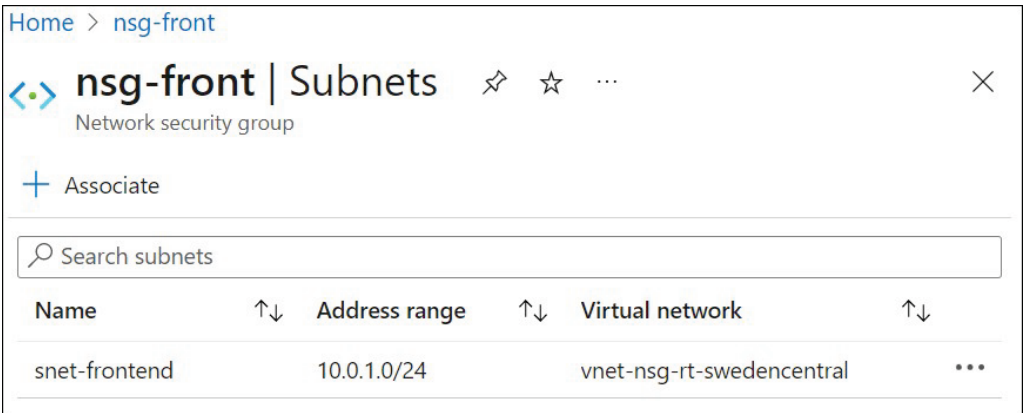 Home > nsg-front
nsg-front | Subnets ...
Network security group
+ Associate
Search subnets
Name Address range Virtual network
snet-frontend 10.0.1.0/24 vnet-nsg-rt-swedencentral ...